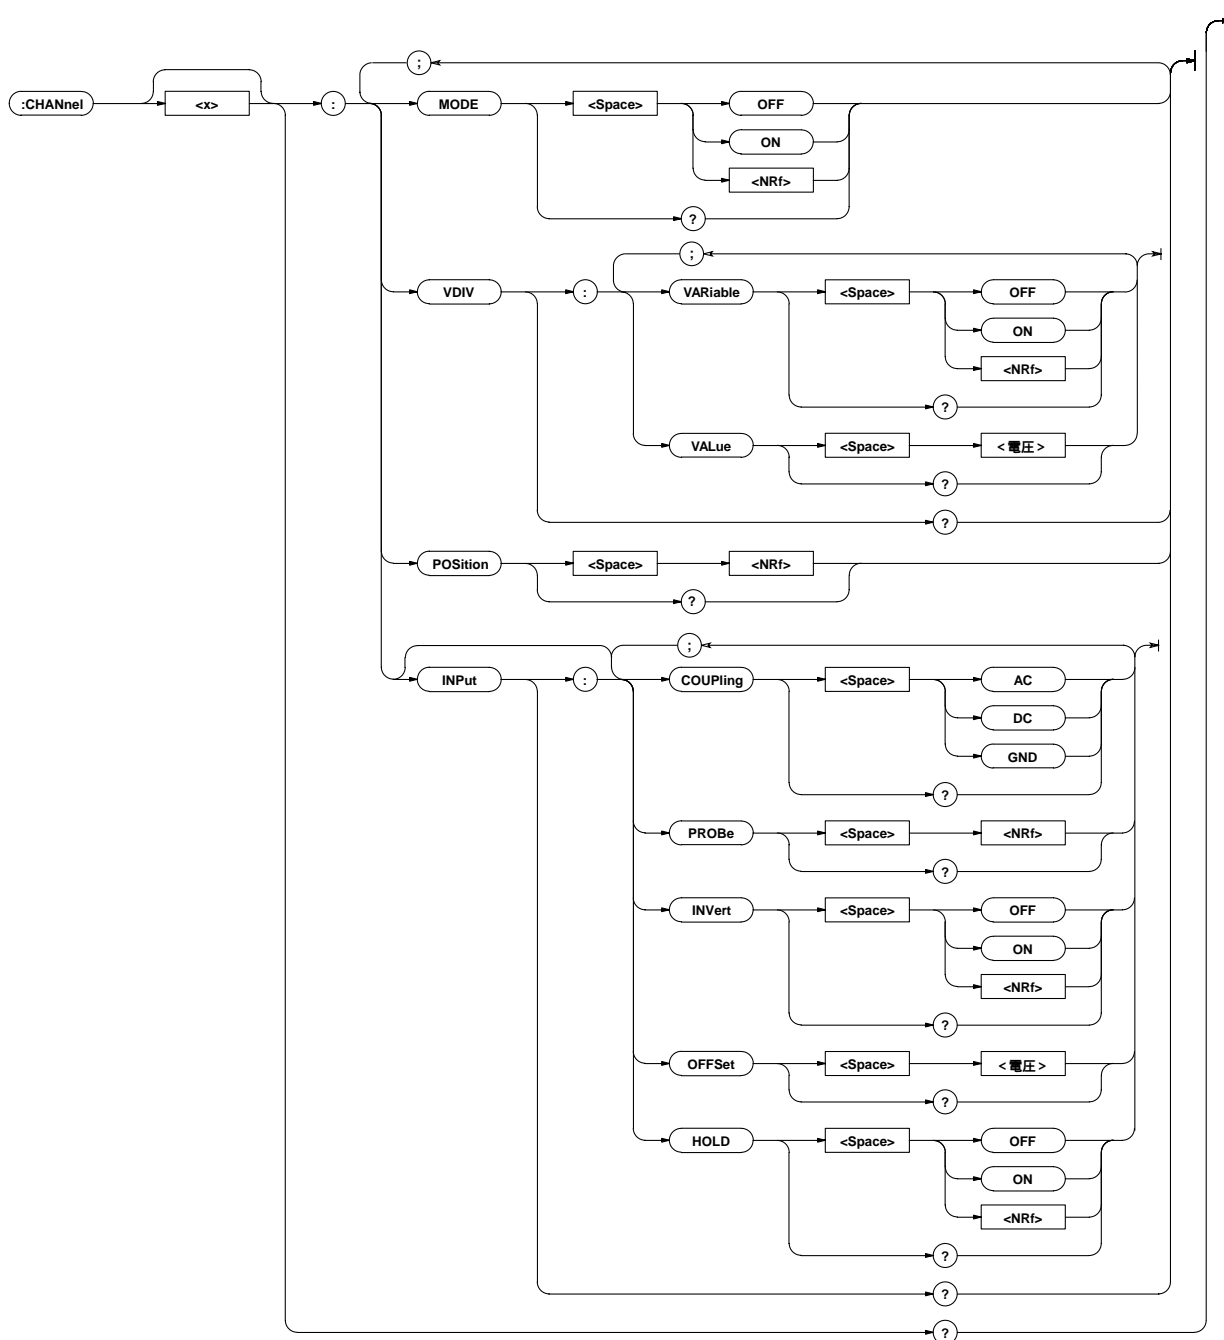 ;
:CHANnel <x> : MODE <Space> OFF
ON
<NRf>
?
;
VDIV : VARiable <Space> OFF
ON
<NRf>
?
VALue <Space> <電圧>
?
?
POSition <Space> <NRf>
?
;
INPut : COUPling <Space> AC
DC
GND
?
PROBe <Space> <NRf>
?
INVert <Space> OFF
ON
<NRf>
?
OFFSet <Space> <電圧>
?
HOLD <Space> OFF
ON
<NRf>
?
?
?